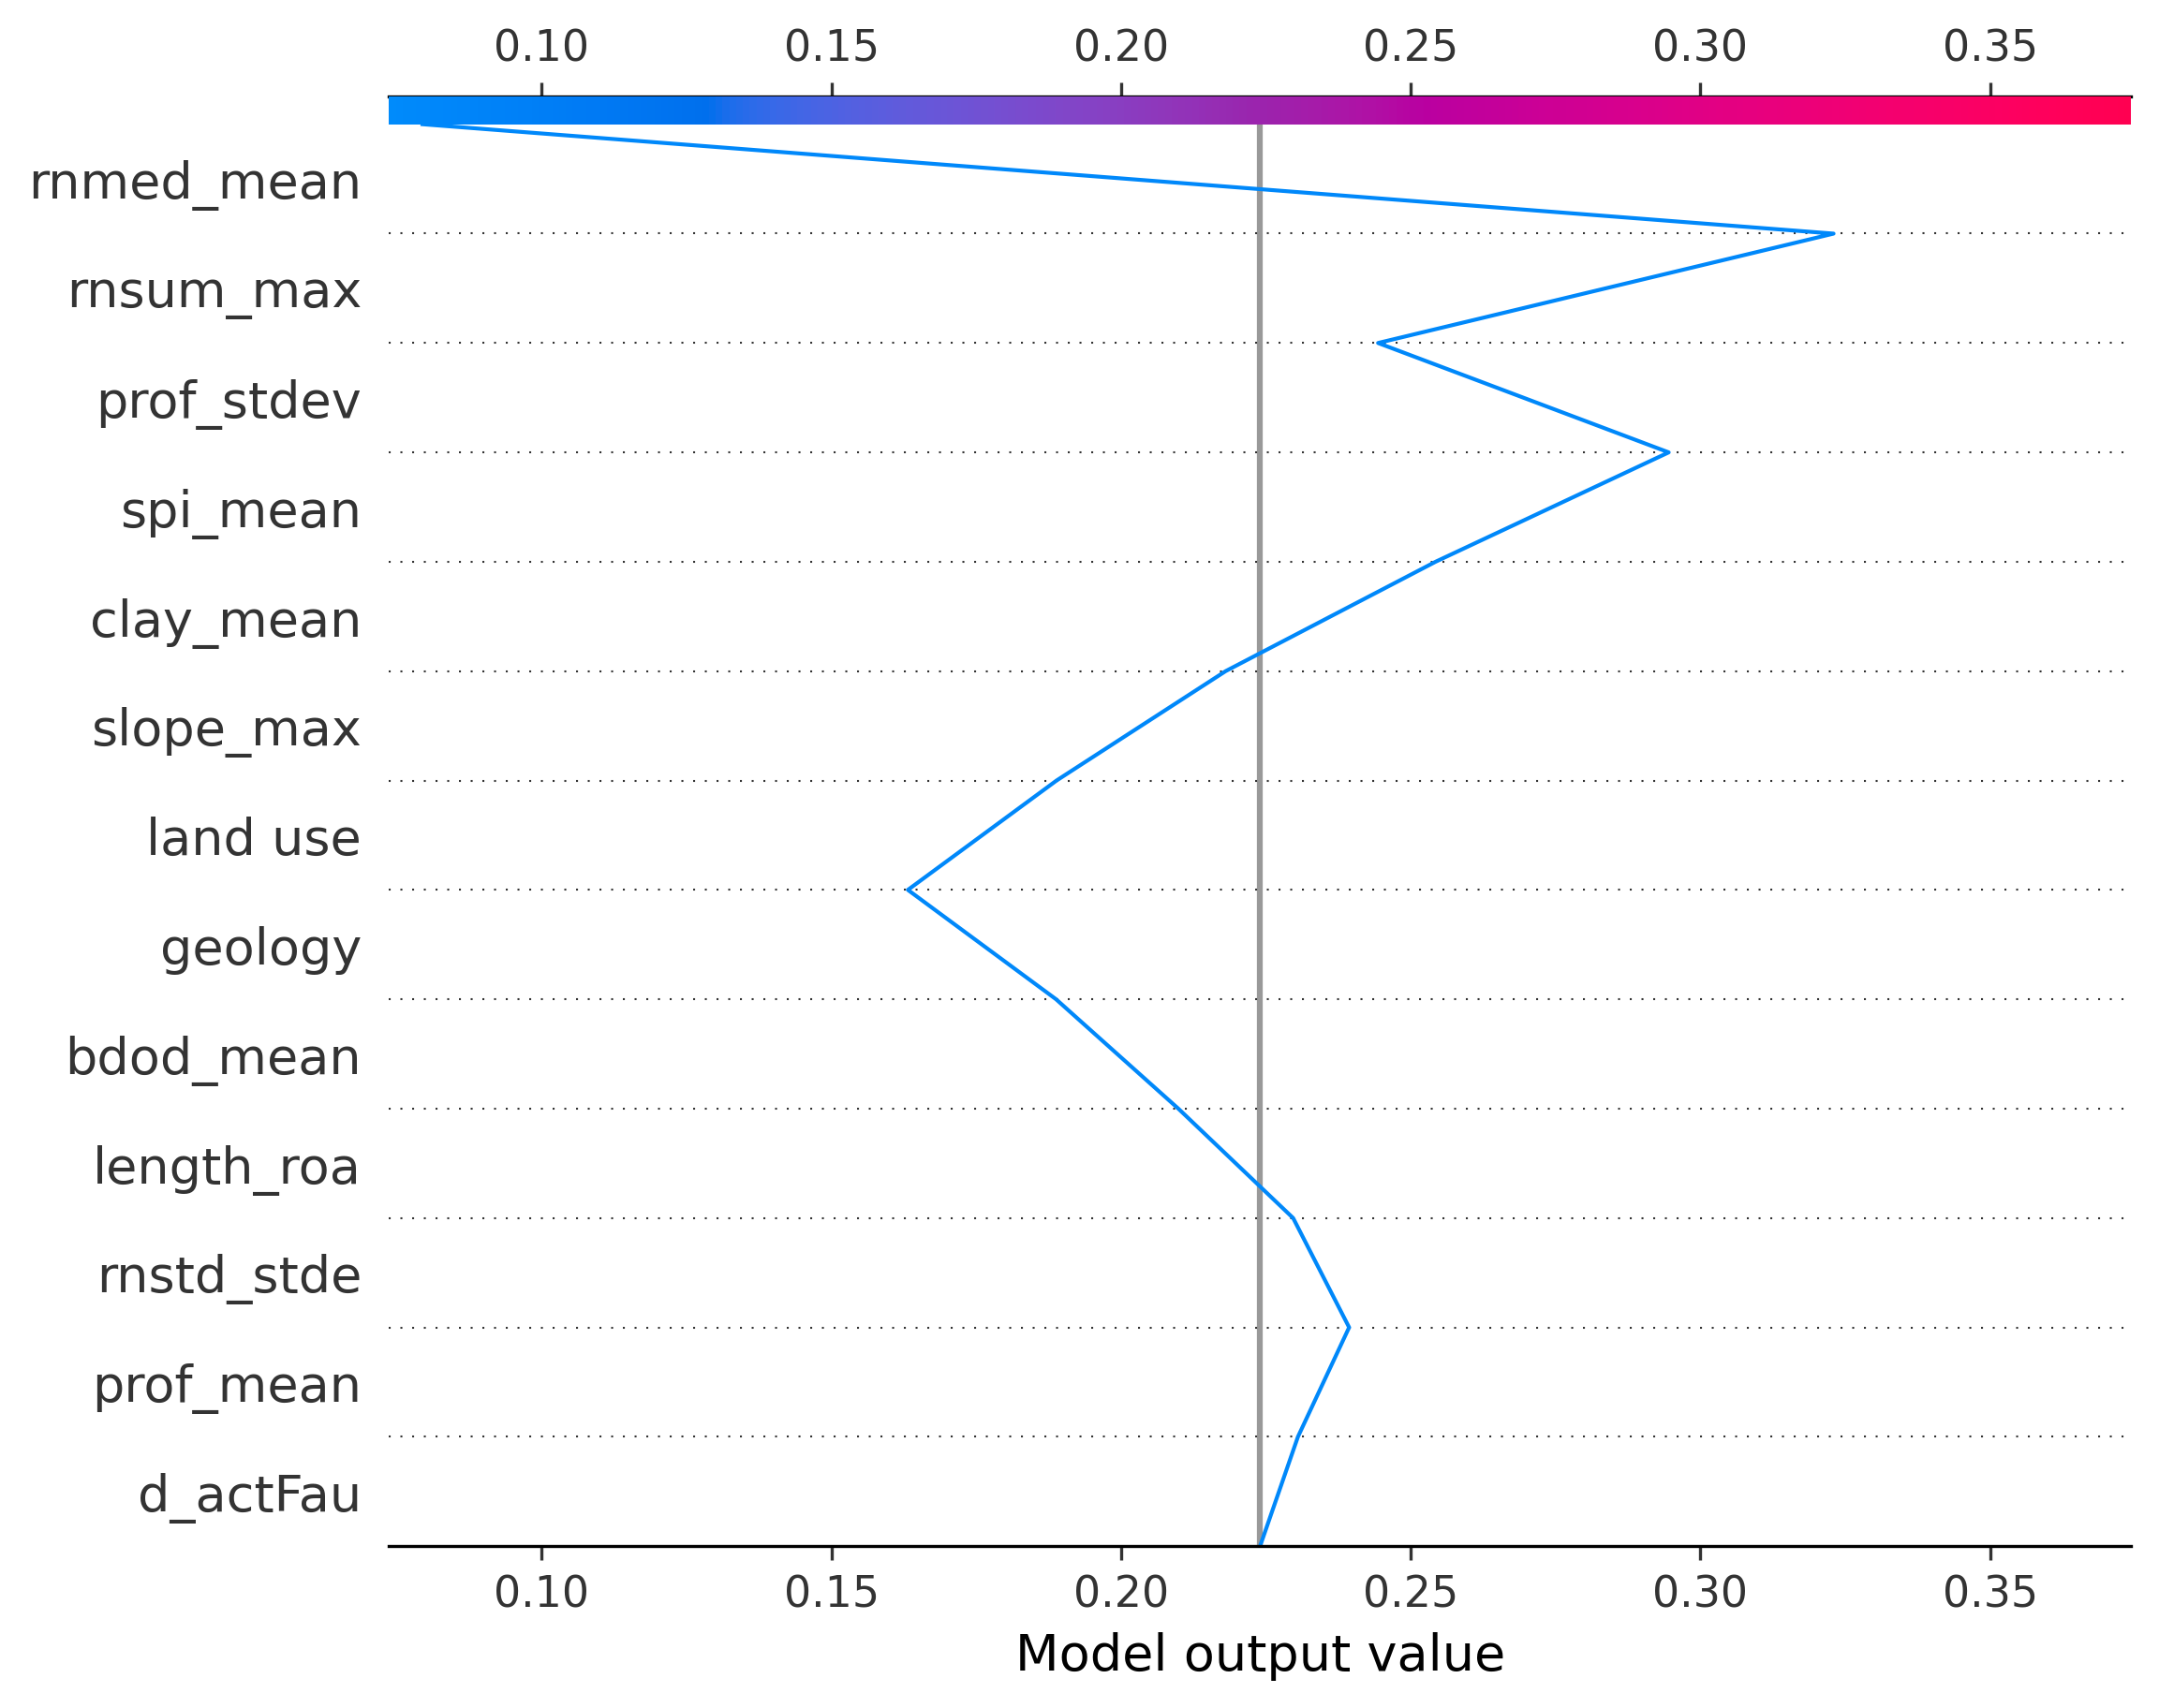 0.10 0.15 0.20 0.25 0.30 0.35
rnmed_mean
rnsum_max
prof_stdev
spi_mean
clay_mean
slope_max
land use
geology
bdod_mean
length_roa
rnstd_stde
prof_mean
d_actFau
0.10 0.15 0.20 0.25 0.30 0.35
Model output value